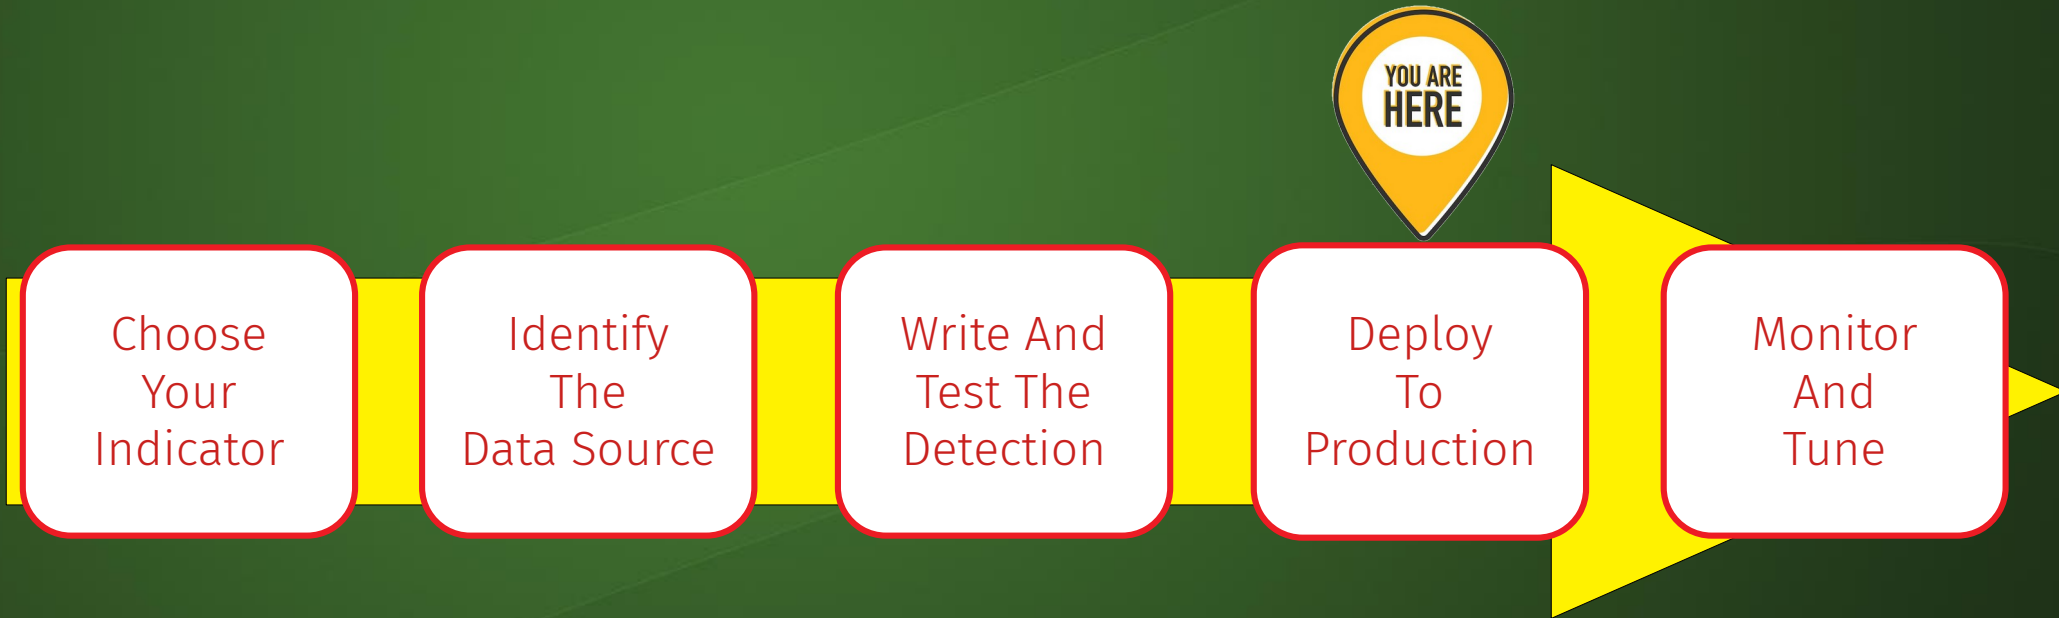 YOU ARE
HERE
Choose
Your
Indicator
Identify
The
Data Source
Write And
Test The
Detection
Deploy
To
Production
Monitor
And
Tune